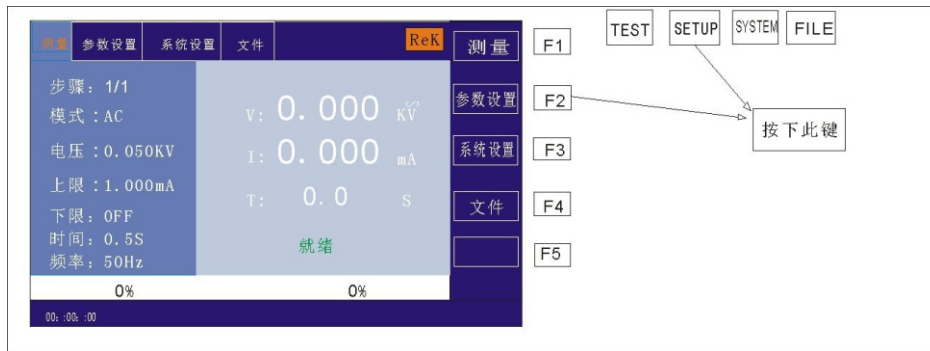 测量 参数设置 系统设置 文件 ReK
步骤：1/1
模式：AC
电压：0.050KV
上限：1.000mA
下限：OFF
时间：0.5S
频率：50Hz
V: 0.000 KV
I: 0.000 mA
T: 0.0 S
就绪
0% 0%
00: :00: :00
测量
参数设置
系统设置
文件
F1
F2
F3
F4
F5
TEST SETUP SYSTEM FILE
按下此键